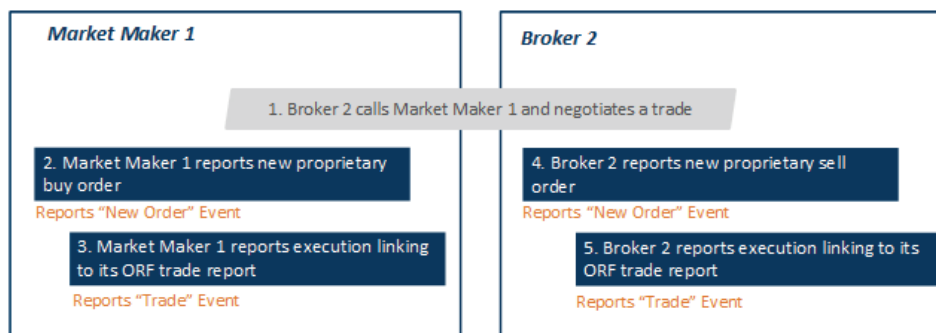 Market Maker 1
Broker 2
1. Broker 2 calls Market Maker 1 and negotiates a trade
2. Market Maker 1 reports new proprietary
buy order
Reports "New Order" Event
3. Market Maker 1 reports execution linking
to its ORF trade report
Reports "Trade" Event
4. Broker 2 reports new proprietary sell
order
Reports "New Order" Event
5. Broker 2 reports execution linking to its
ORF trade report
Reports "Trade" Event